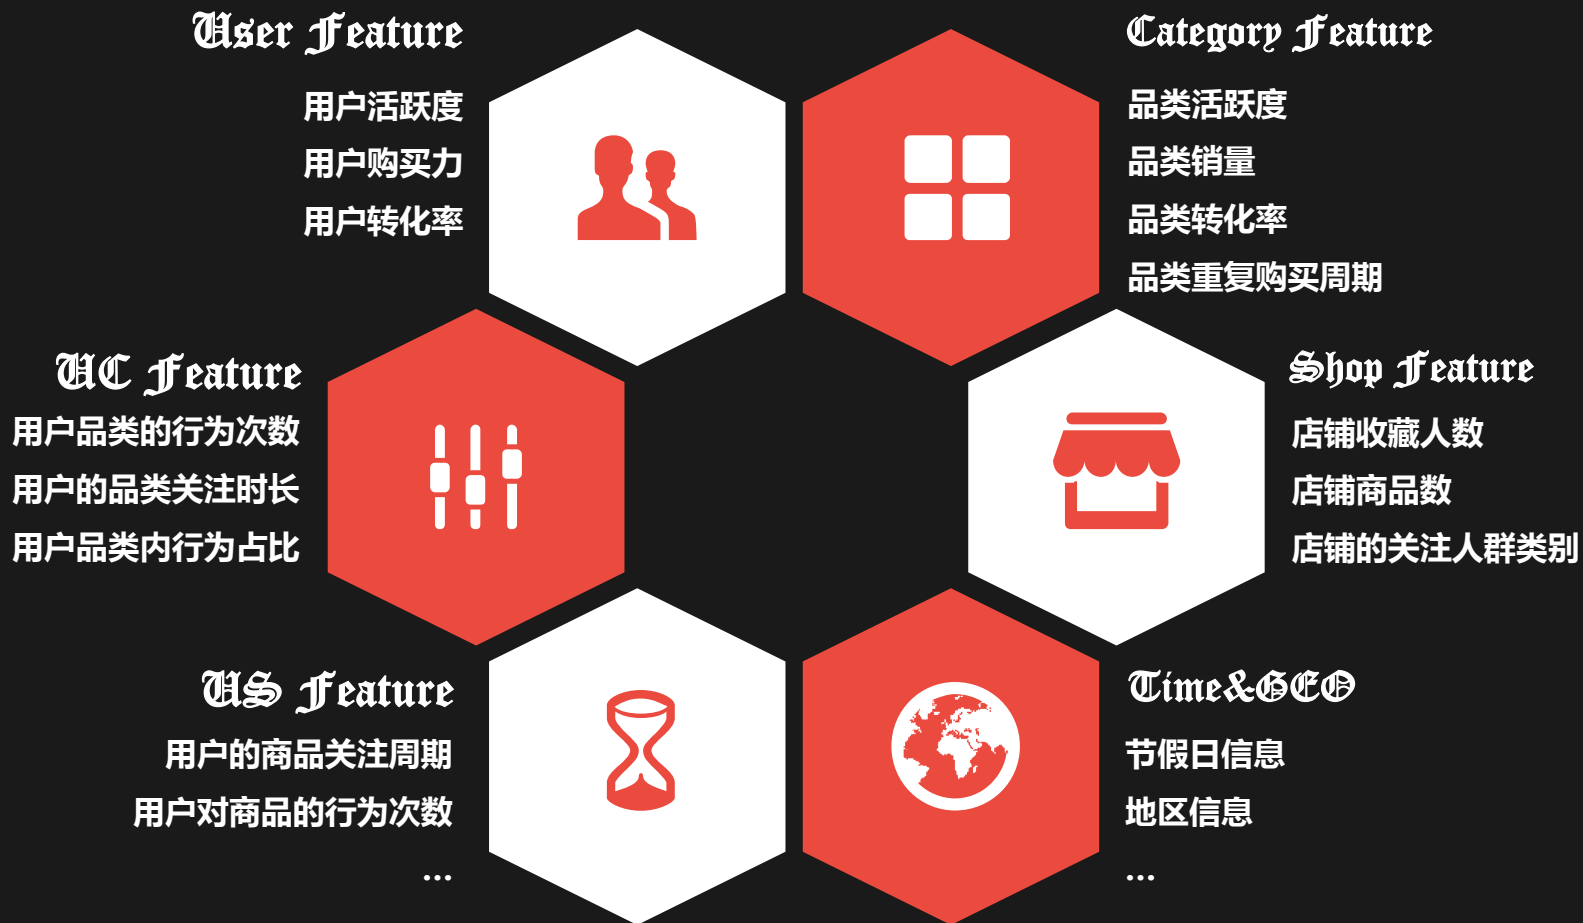 User Feature
用户活跃度
用户购买力
用户转化率
Category Feature
品类活跃度
品类销量
品类转化率
品类重复购买周期
UC Feature
用户品类的行为次数
用户的品类关注时长
用户品类内行为占比
Shop Feature
店铺收藏人数
店铺商品数
店铺的关注人群类别
US Feature
用户的商品关注周期
用户对商品的行为次数
...
Time&GEO
节假日信息
地区信息
...